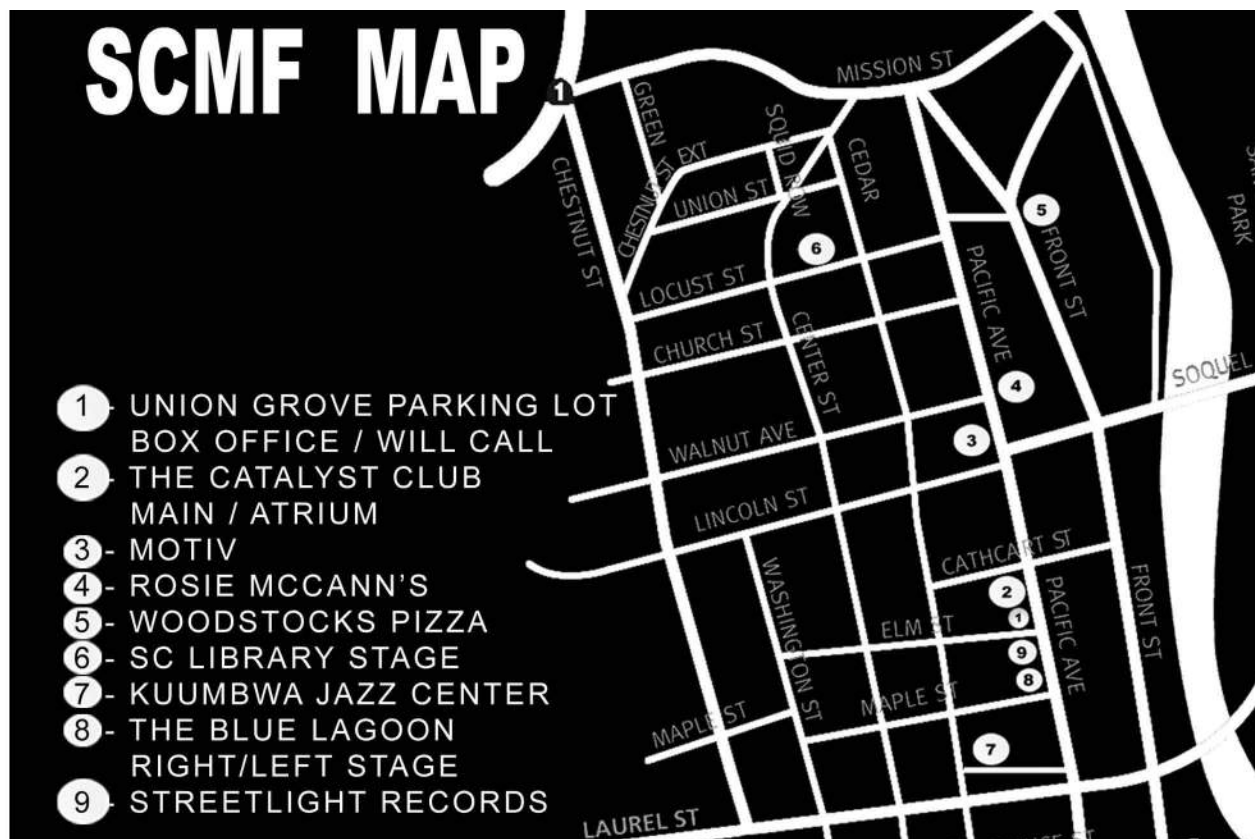 SCMF MAP
1 - UNION GROVE PARKING LOT
BOX OFFICE / WILL CALL
2 - THE CATALYST CLUB
MAIN / ATRIUM
3 - MOTIV
4 - ROSIE MCCANN'S
5 - WOODSTOCKS PIZZA
6 - SC LIBRARY STAGE
7 - KUUMBWA JAZZ CENTER
8 - THE BLUE LAGOON
RIGHT/LEFT STAGE
9 - STREETLIGHT RECORDS
1
MISSION ST
GREEN
SQUID ROW
CEDAR
CHESTNUT ST EXT
UNION ST
CHESTNUT ST
PARK
5
6
FRONT ST
LOCUST ST
PACIFIC AVE
CENTER ST
CHURCH ST
SOQUEL
4
WALNUT AVE
3
LINCOLN ST
CATHCART ST
WASHINGTON ST
2
PACIFIC AVE
FRONT ST
1
ELM ST
9
8
MAPLE ST
MAPLE ST
7
LAUREL ST